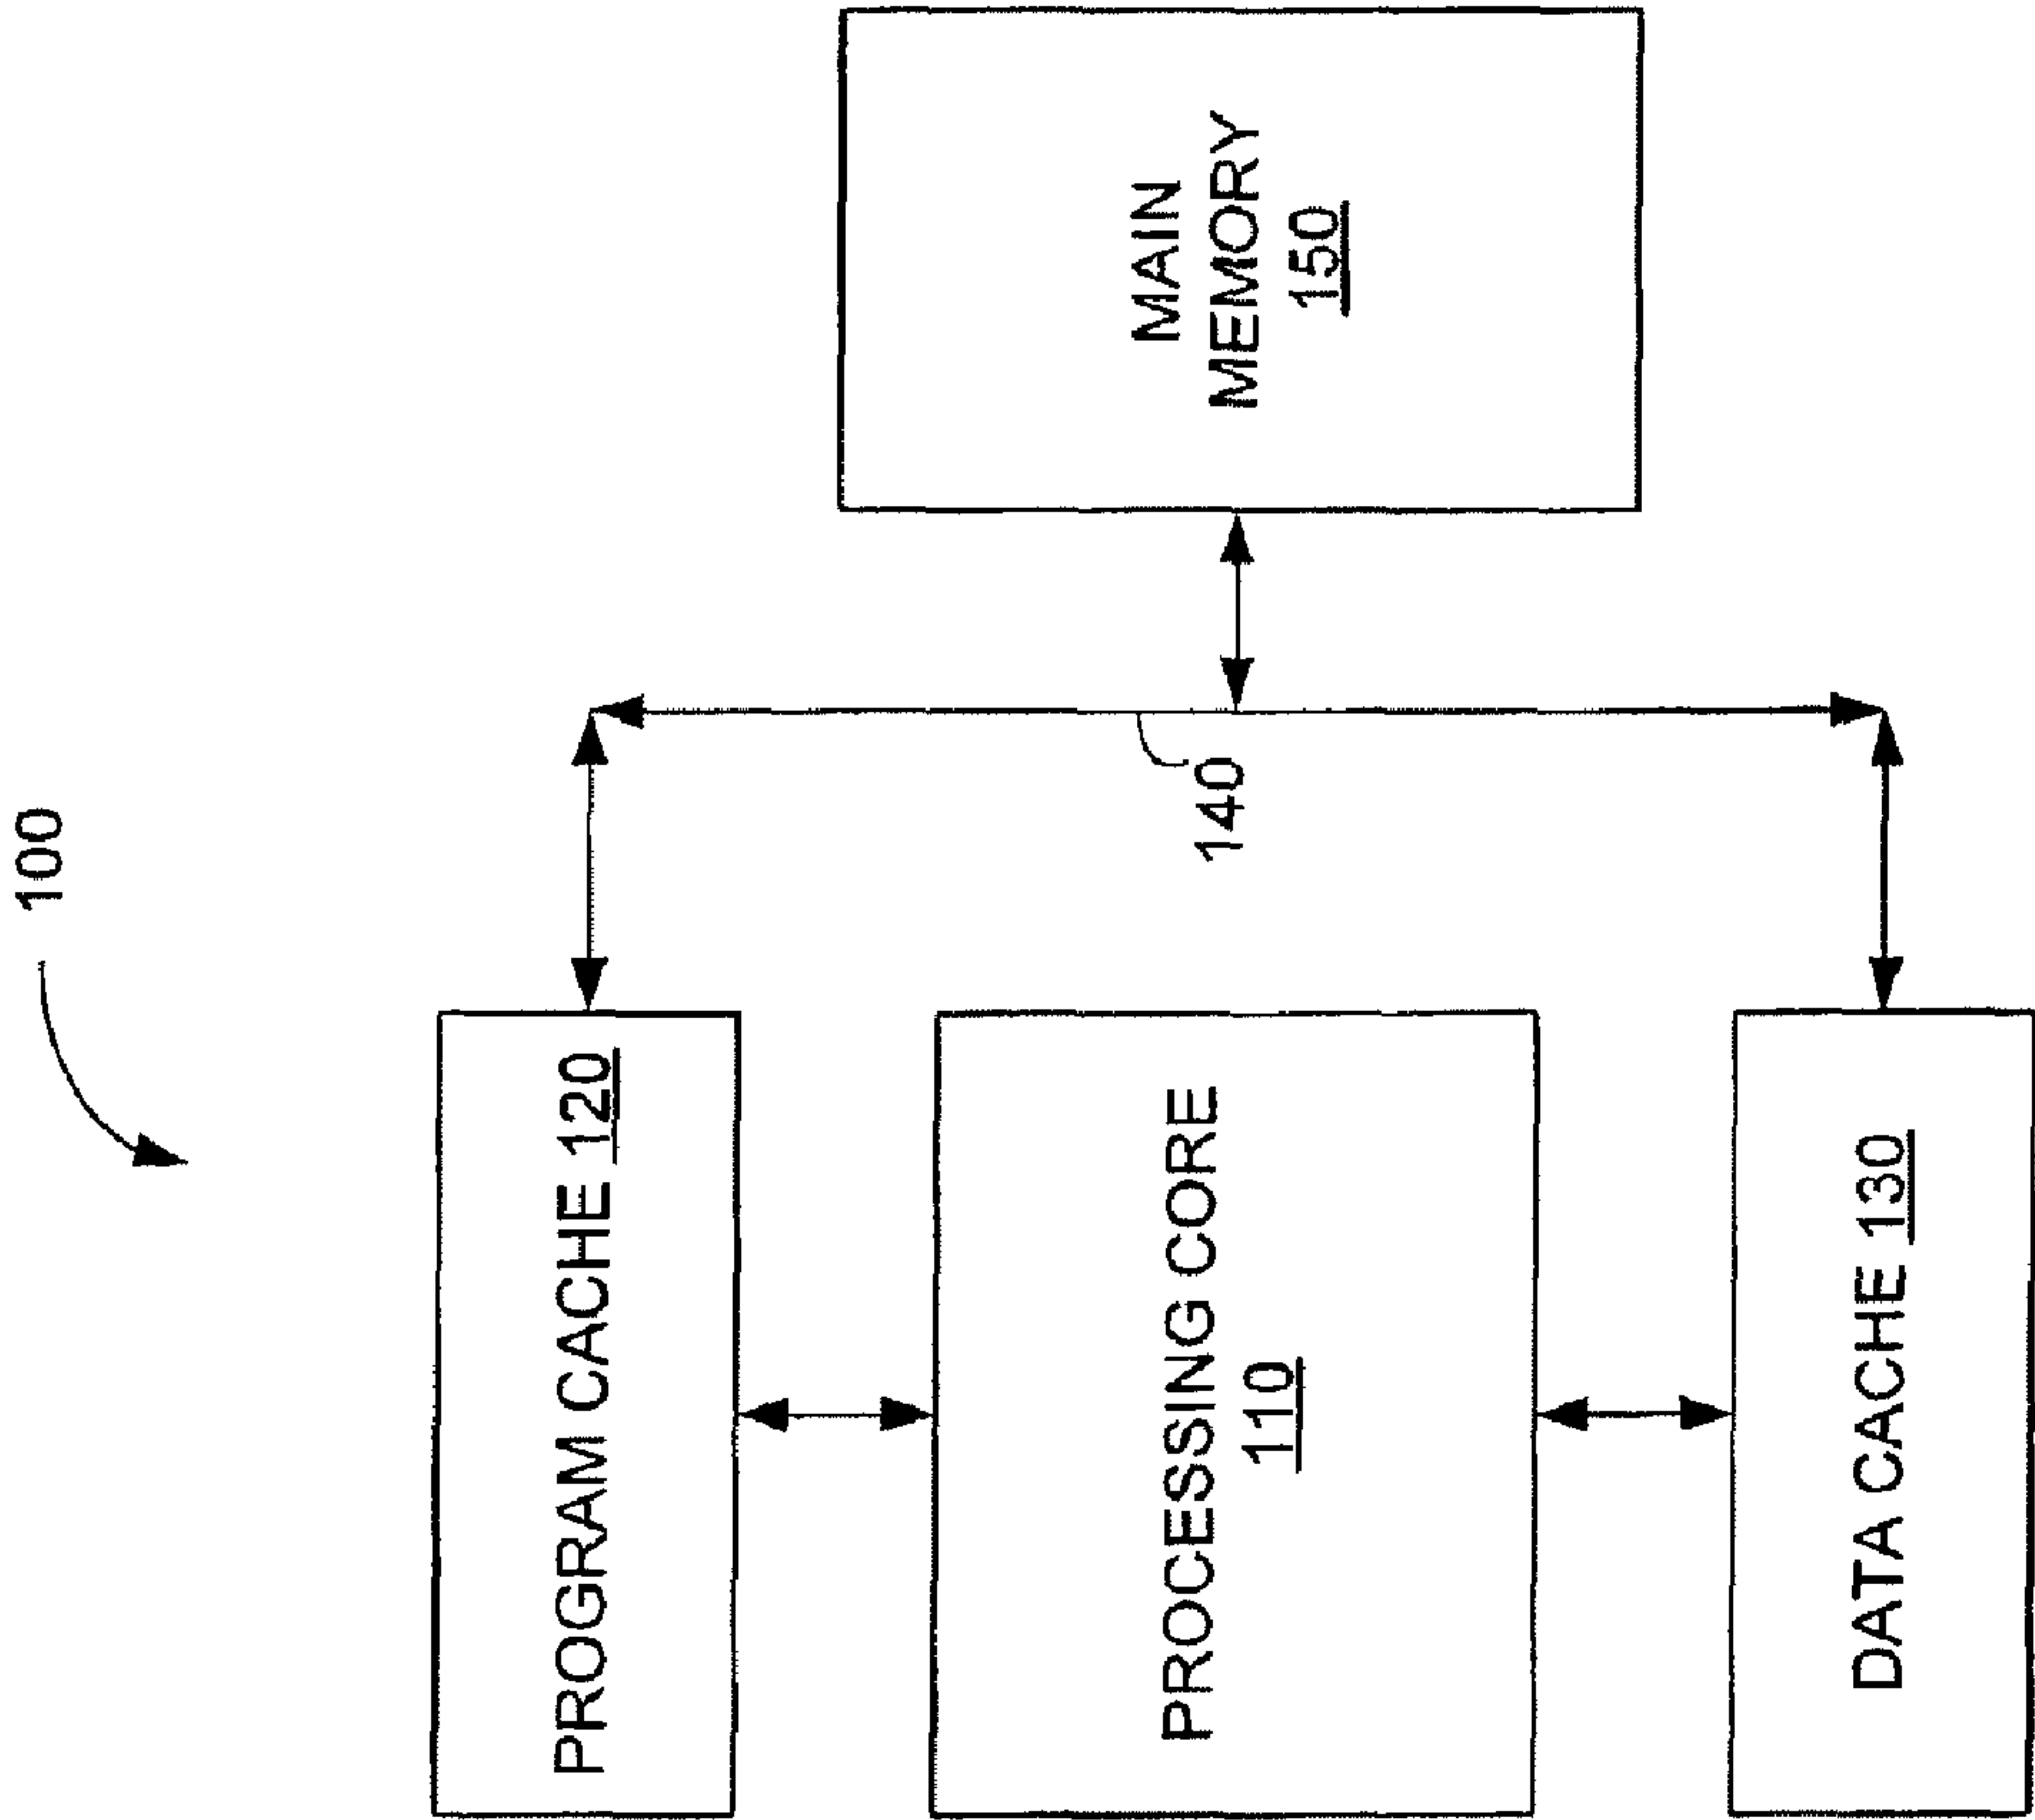 100
PROGRAM CACHE 120
PROCESSING CORE
110
DATA CACHE 130
140
MAIN
MEMORY
150